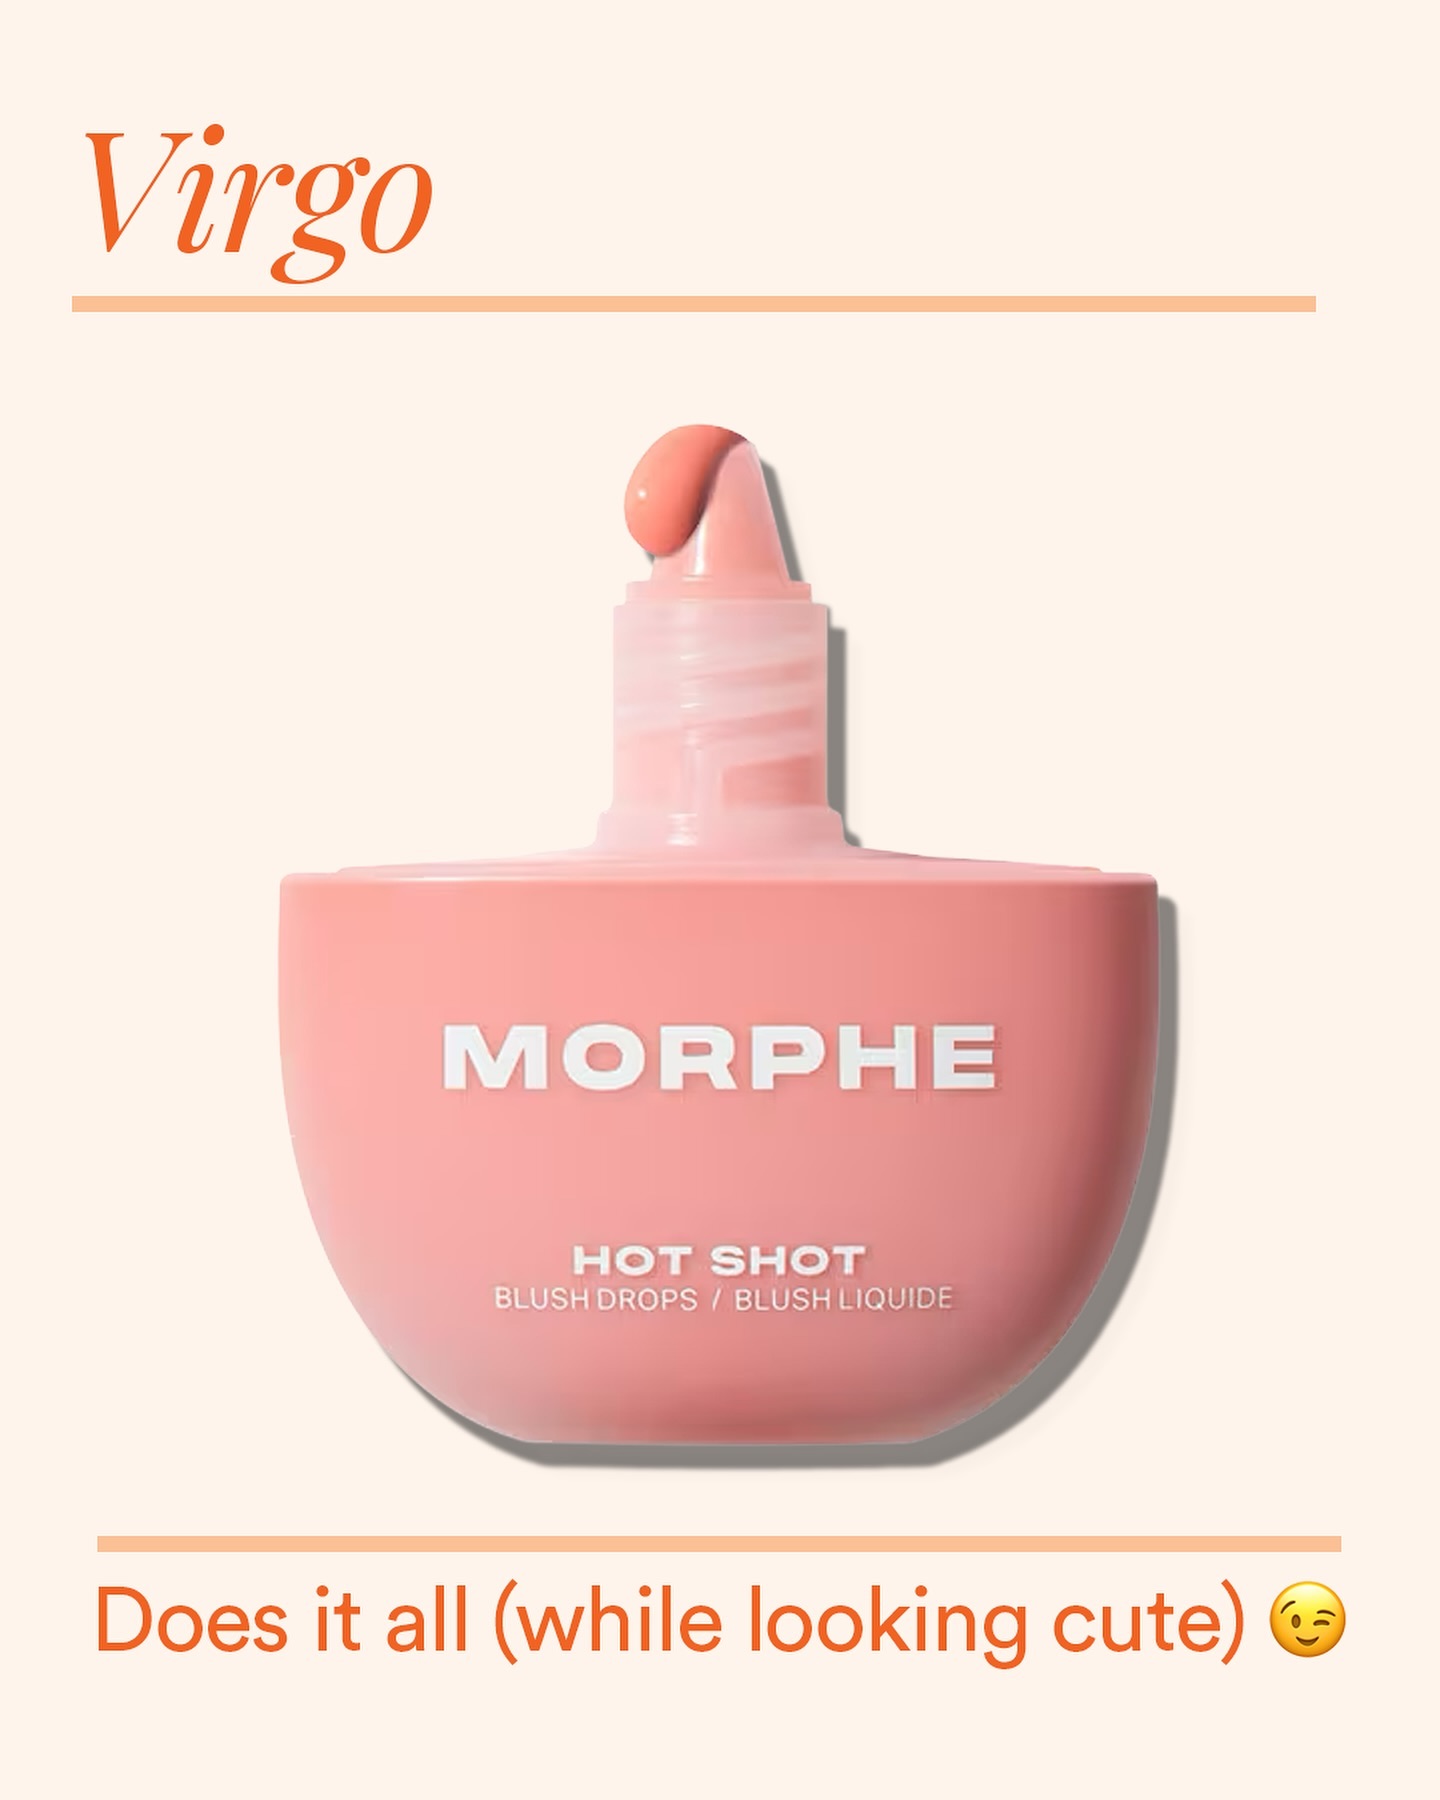 Virgo
MORPHE
HOT SHOT
BLUSH DROPS / BLUSH LIQUIDE
Does it all (while looking cute) 😉